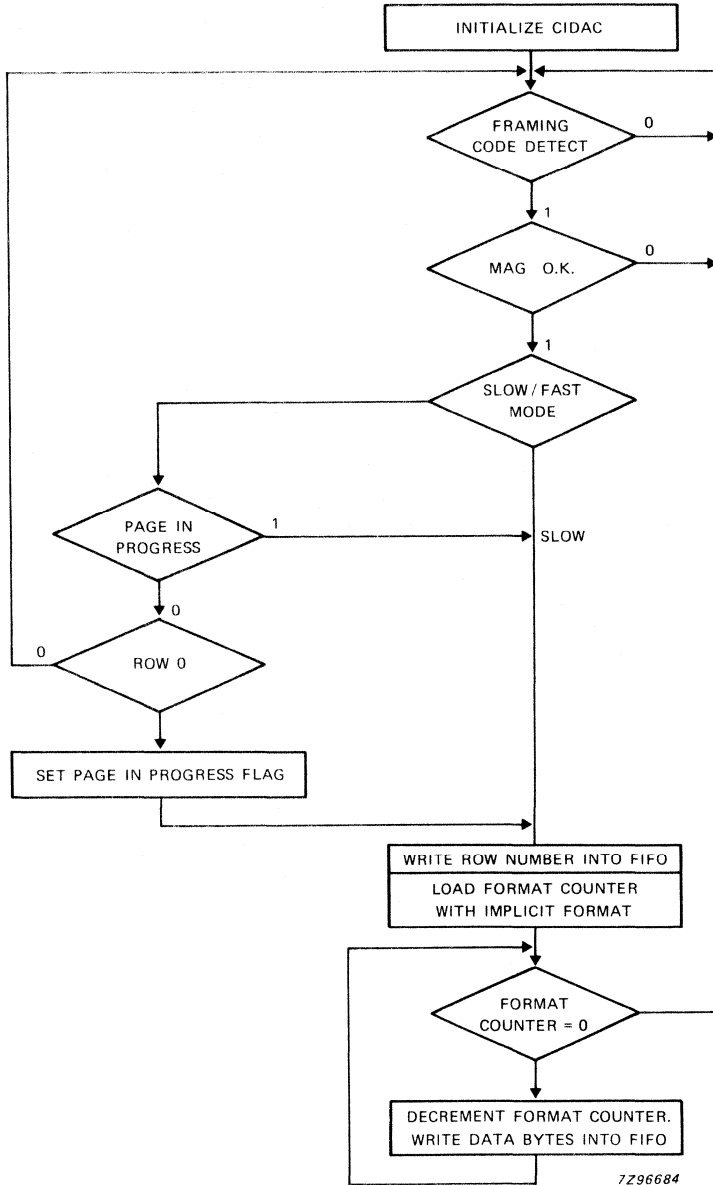 INITIALIZE CIDAC
FRAMING
CODE DETECT
0
1
MAG O.K.
0
1
SLOW/FAST
MODE
PAGE IN
PROGRESS
1
SLOW
0
0
ROW 0
SET PAGE IN PROGRESS FLAG
WRITE ROW NUMBER INTO FIFO
LOAD FORMAT COUNTER
WITH IMPLICIT FORMAT
FORMAT
COUNTER = 0
DECREMENT FORMAT COUNTER.
WRITE DATA BYTES INTO FIFO
7Z96684